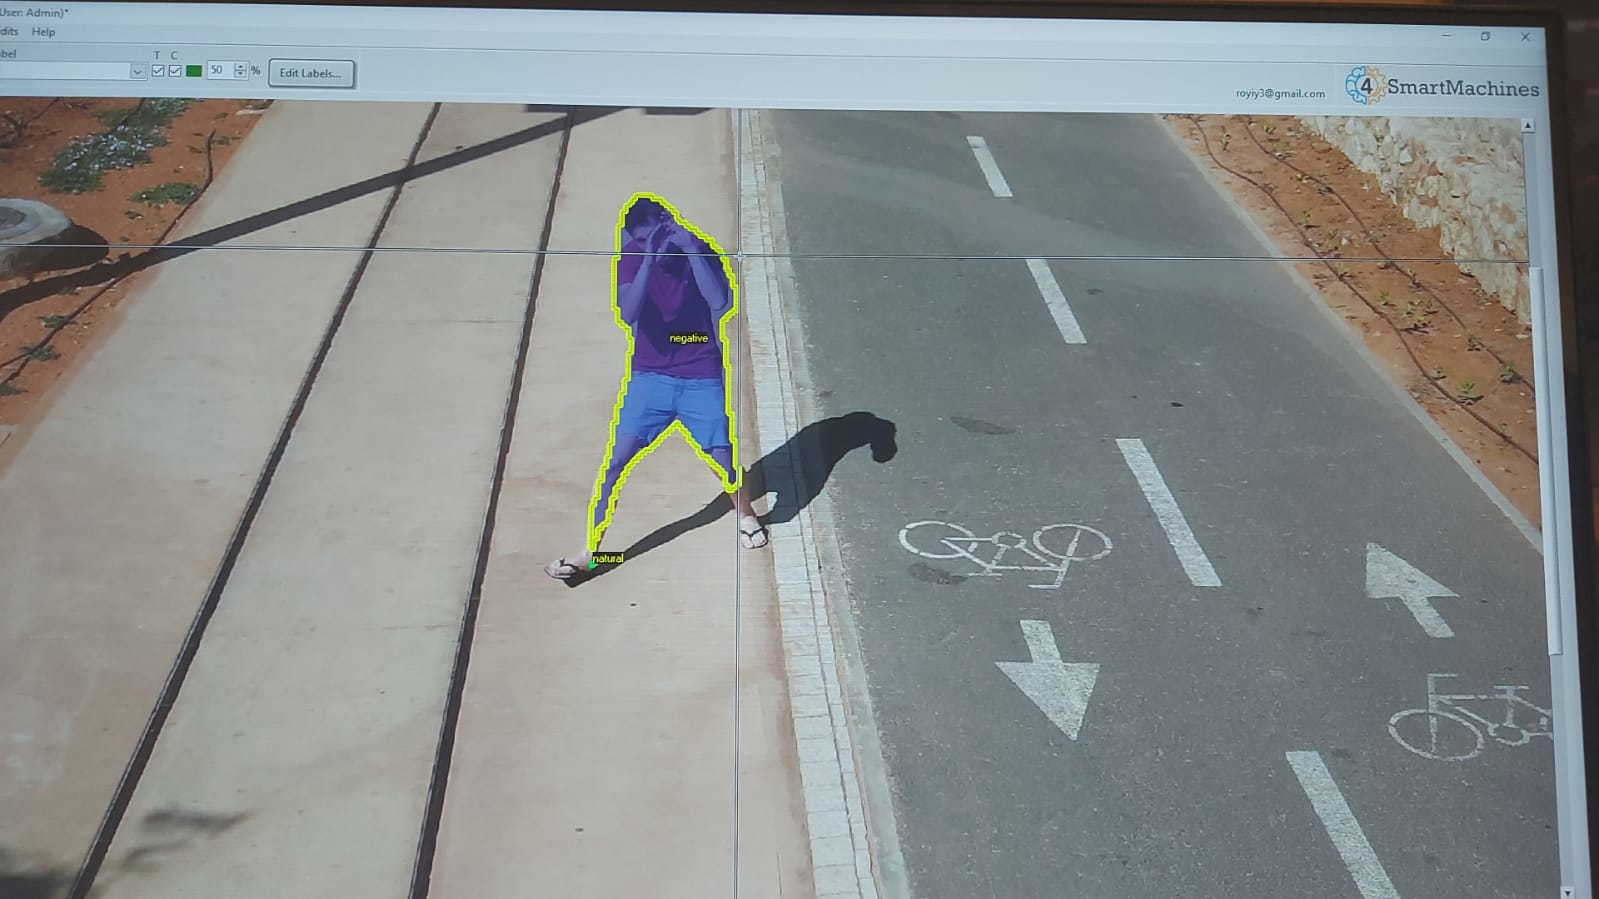 User: Admin)*
dits Help
bel
T C
50 %
Edit Labels...
royiy3@gmail.com
4 SmartMachines
negative
natural